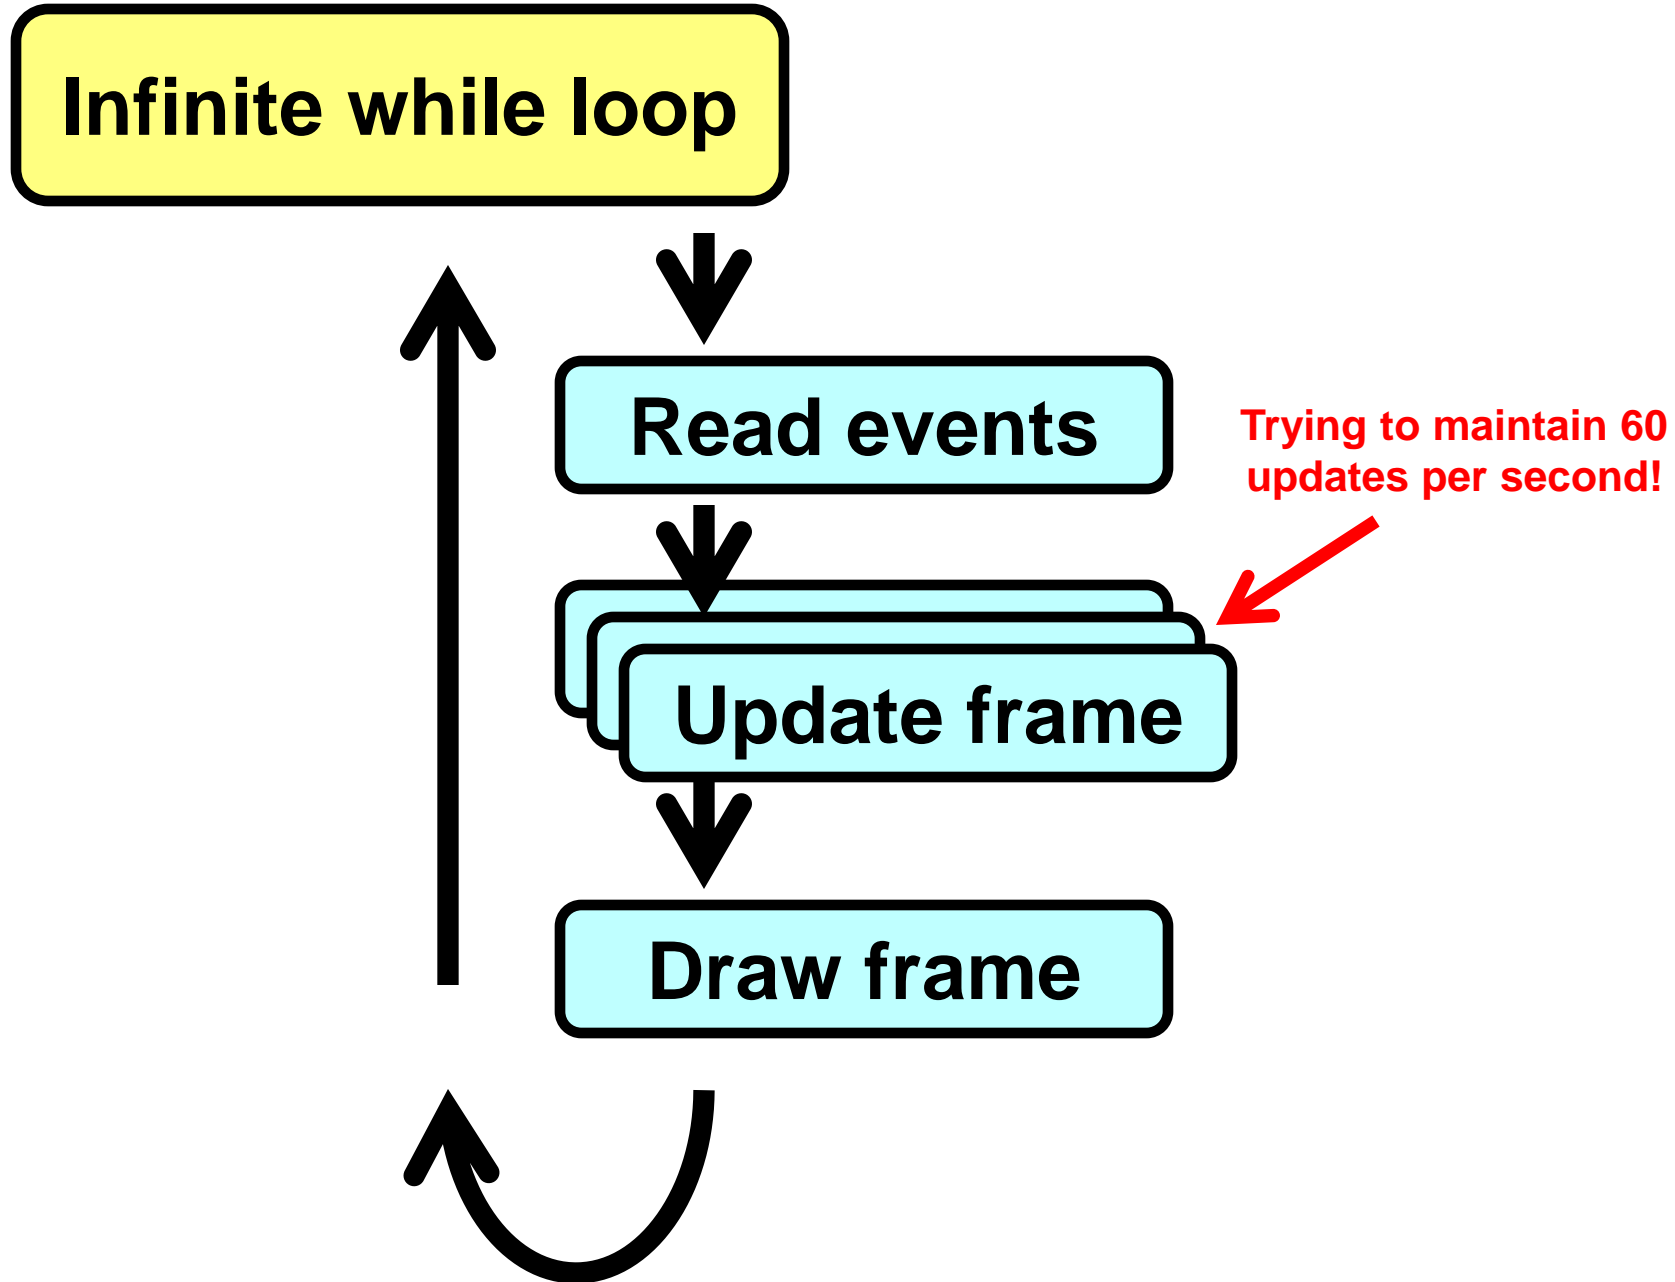 Infinite while loop
Read events
Trying to maintain 60
updates per second!
Update frame
Draw frame